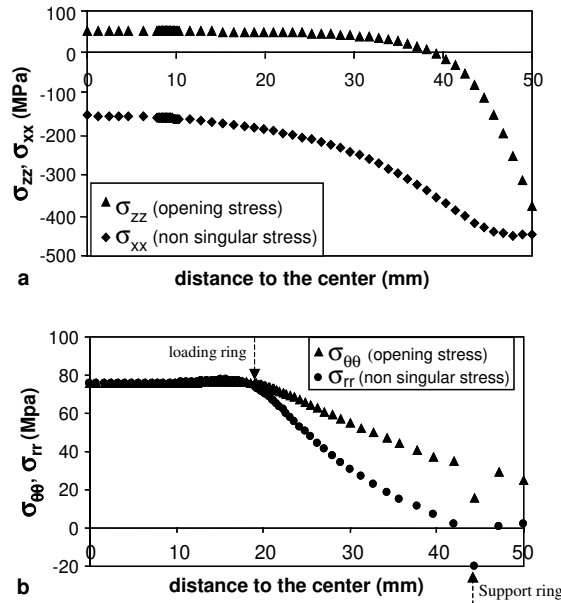 100
0
-100
-200
-300
-400
-500
0 10 20 30 40 50
σzz, σxx (MPa)
▲ σzz (opening stress)
◆ σxx (non singular stress)
a
distance to the center (mm)
100
80
60
40
20
0
-20
0 10 20 30 40 50
σθθ, σrr (Mpa)
loading ring
▲ σθθ (opening stress)
● σrr (non singular stress)
b
distance to the center (mm)
Support ring